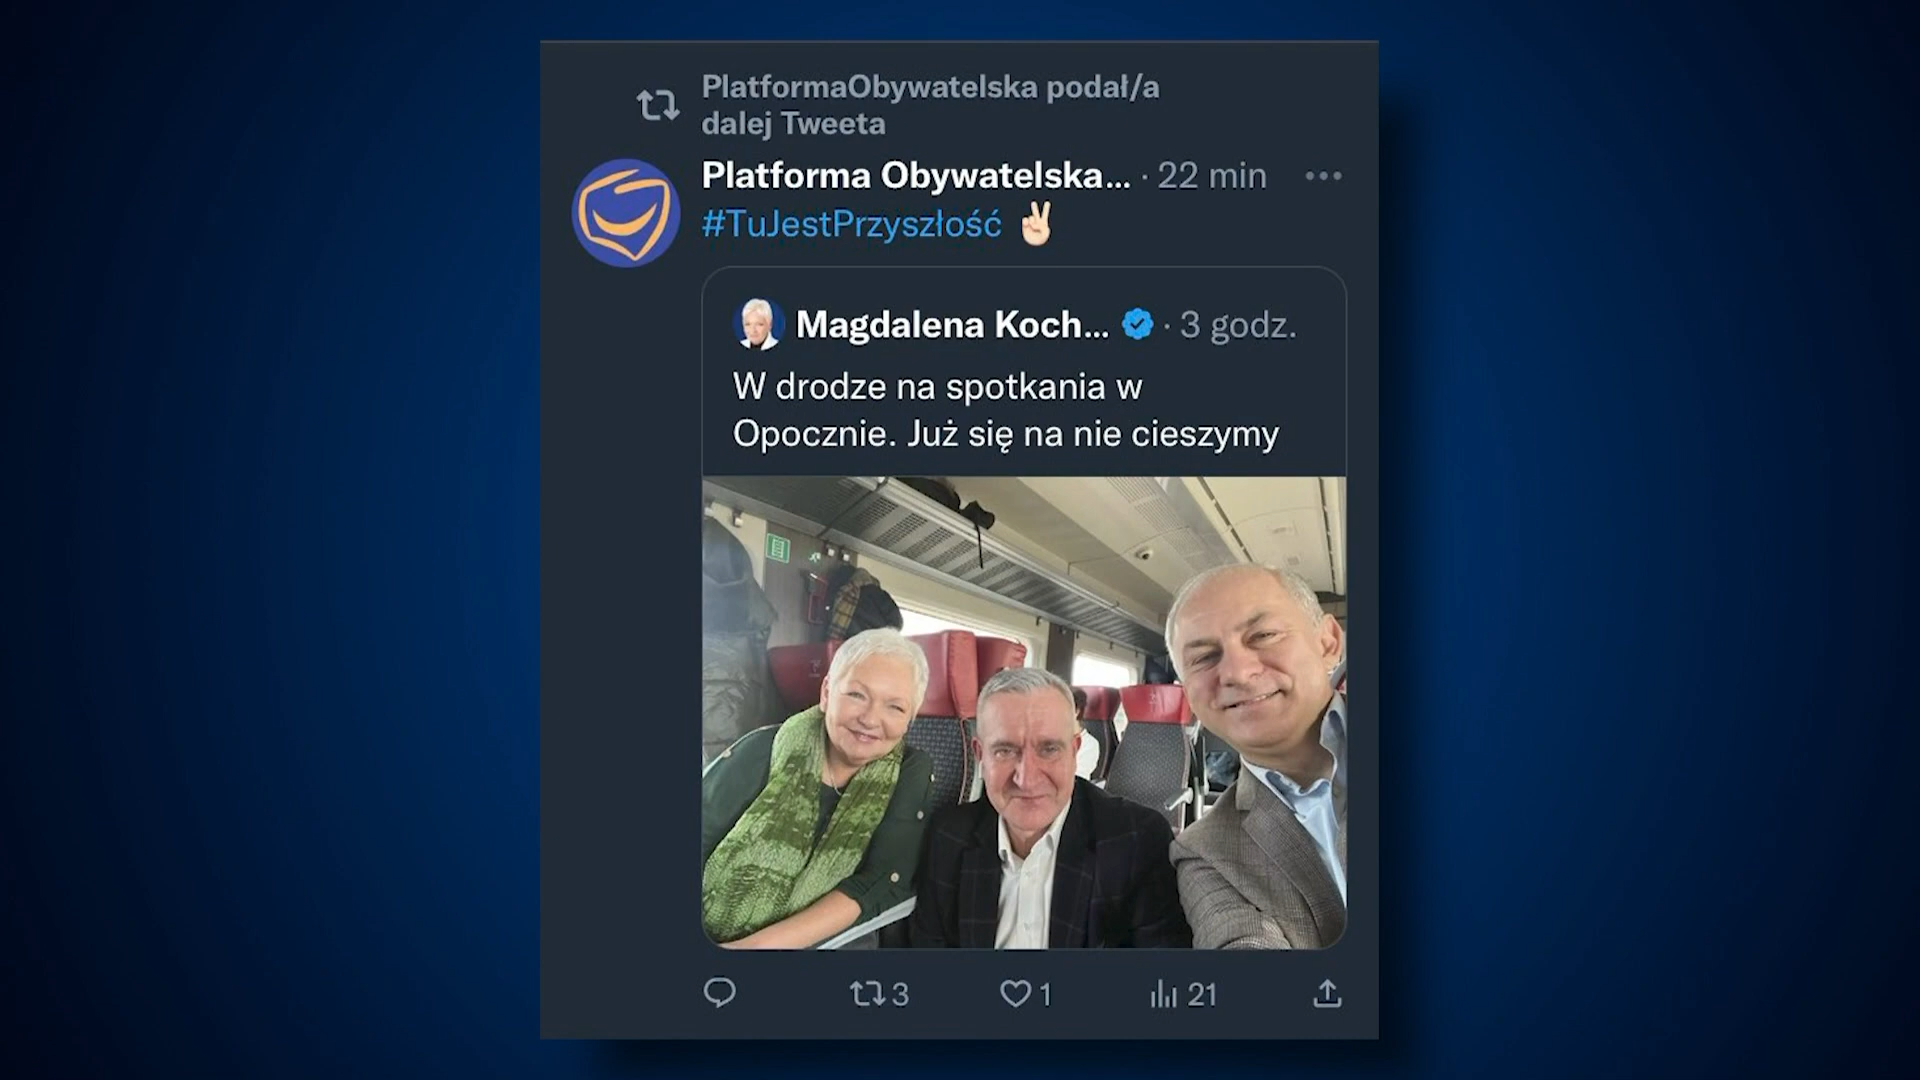 PlatformaObywatelska podał/a
dalej Tweeta
Platforma Obywatelska... · 22 min
#TuJestPrzyszłość ✌🏻
Magdalena Koch... · 3 godz.
W drodze na spotkania w
Opocznie. Już się na nie cieszymy
3 1 21